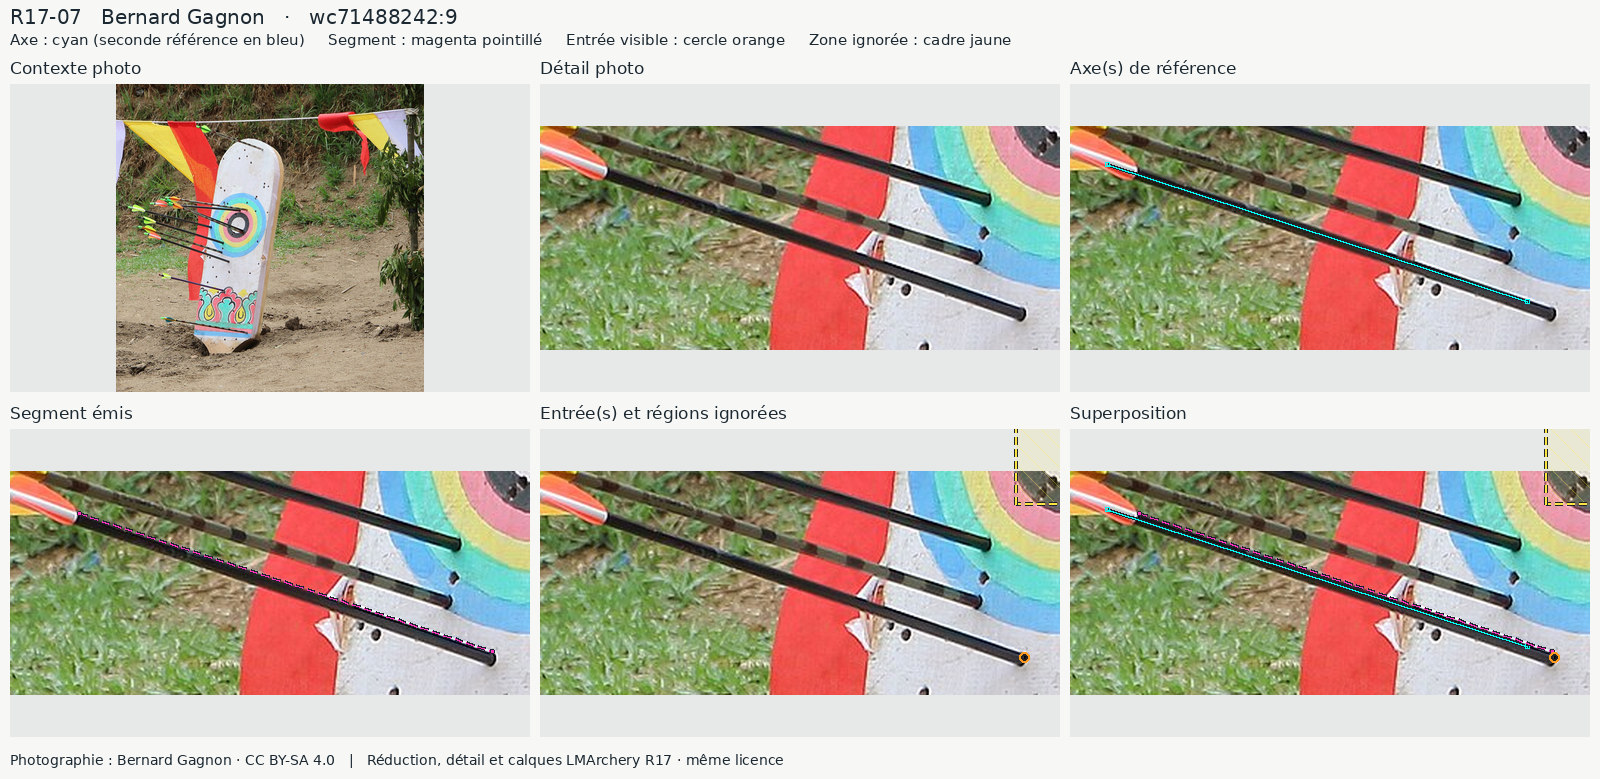 R17-07 Bernard Gagnon · wc71488242:9
Axe : cyan (seconde référence en bleu) Segment : magenta pointillé Entrée visible : cercle orange Zone ignorée : cadre jaune
Contexte photo
Détail photo
Axe(s) de référence
Segment émis
Entrée(s) et régions ignorées
Superposition
Photographie : Bernard Gagnon · CC BY-SA 4.0 | Réduction, détail et calques LMArchery R17 · même licence